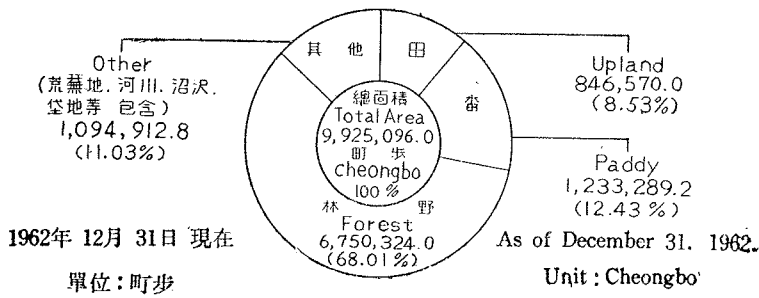 Other
(荒蕪地.河川.沼沢.
垈地等 包含)
1,094,912.8
(11.03%)
其他
田
Upland
846,570.0
(8.53%)
畓
Paddy
1,233,289.2
(12.43%)
總面積
Total Area
9,925,096.0
町歩
cheongbo
100%
林野
Forest
6,750,324.0
(68.01%)
1962年 12月 31日 現在
單位:町步
As of December 31. 1962.
Unit : Cheongbo